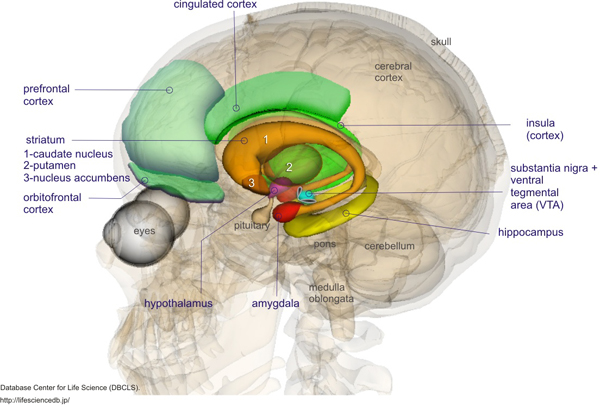 cingulated cortex
skull
cerebral
cortex
prefrontal
cortex
insula
(cortex)
striatum
1-caudate nucleus
2-putamen
3-nucleus accumbens
orbitofrontal
cortex
1
2
3
substantia nigra +
ventral
tegmental
area (VTA)
hippocampus
eyes
pituitary
pons
cerebellum
hypothalamus
amygdala
medulla
oblongata
Database Center for Life Science (DBCLS).
http://lifesciencedb.jp/